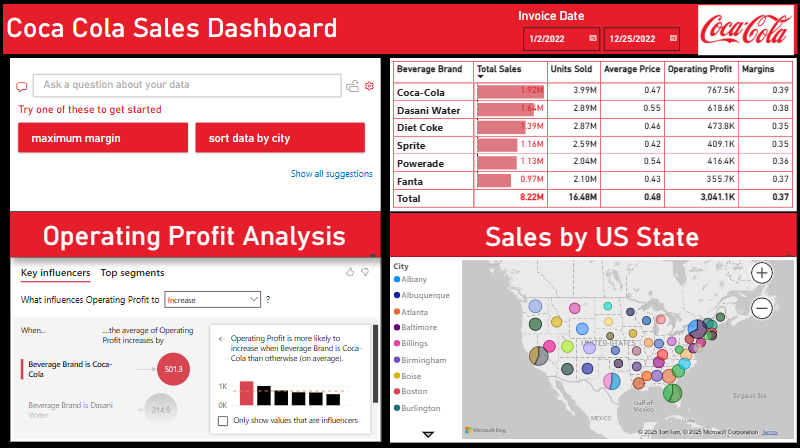 Coca Cola Sales Dashboard
Invoice Date
1/2/2022 12/25/2022
Coca-Cola
Ask a question about your data
Try one of these to get started
maximum margin sort data by city
Show all suggestions
Beverage Brand Total Sales Units Sold Average Price Operating Profit Margins
Coca-Cola 1.92M 3.99M 0.47 767.5K 0.39
Dasani Water 1.64M 2.89M 0.55 618.6K 0.38
Diet Coke 1.39M 2.87M 0.46 473.8K 0.35
Sprite 1.16M 2.59M 0.42 409.1K 0.35
Powerade 1.13M 2.04M 0.54 416.4K 0.36
Fanta 0.97M 2.10M 0.43 355.7K 0.37
Total 8.22M 16.48M 0.48 3,041.1K 0.37
Operating Profit Analysis
Key influencers Top segments
What influences Operating Profit to Increase ?
When...
...the average of Operating
Profit increases by
Beverage Brand is Coca-
Cola
501.3
Beverage Brand is Dasani
Water
214.9
Operating Profit is more likely to
increase when Beverage Brand is Coca-
Cola than otherwise (on average).
1K
0K
Only show values that are influencers
Sales by US State
City
Albany
Albuquerque
Atlanta
Baltimore
Billings
Birmingham
Boise
Boston
Burlington
UNITED STATES
MEXICO
Gulf of
Mexico
Sargasso Sea
Microsoft Bing
© 2025 TomTom, © 2025 Microsoft Corporation Terms